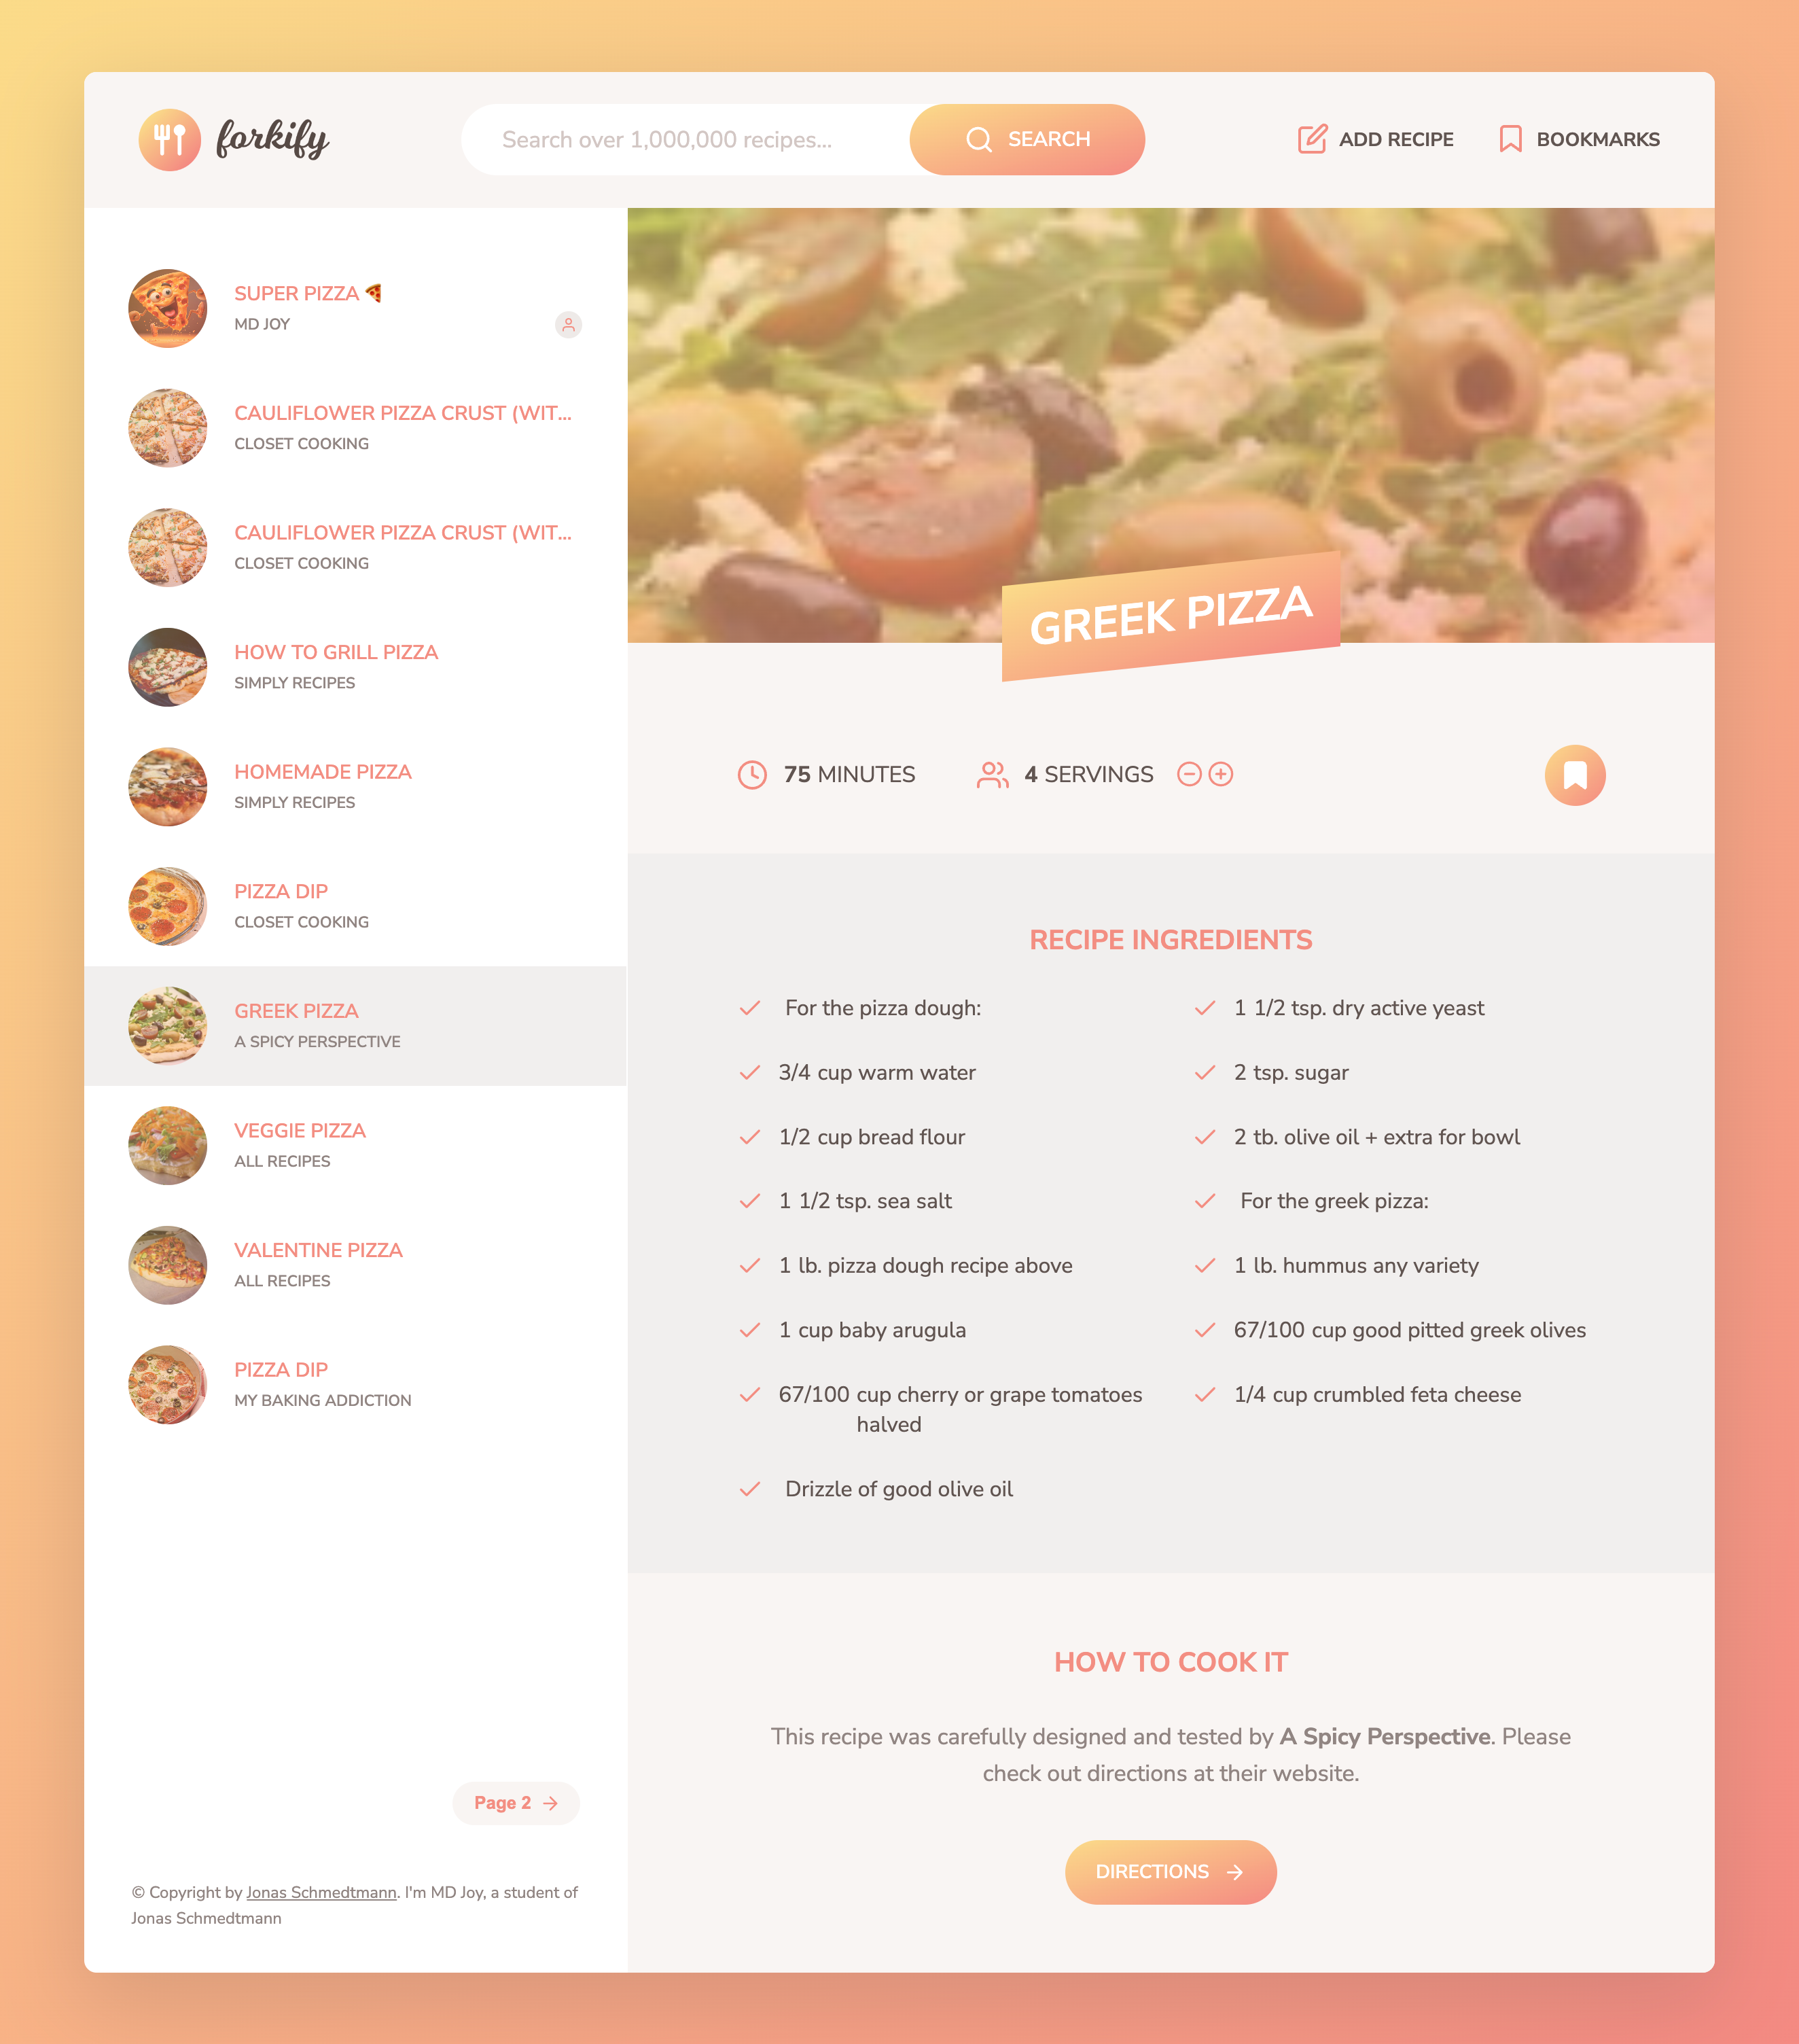 forkify
Search over 1,000,000 recipes...
SEARCH
ADD RECIPE
BOOKMARKS
SUPER PIZZA 🍕
MD JOY
CAULIFLOWER PIZZA CRUST (WIT...
CLOSET COOKING
CAULIFLOWER PIZZA CRUST (WIT...
CLOSET COOKING
HOW TO GRILL PIZZA
SIMPLY RECIPES
HOMEMADE PIZZA
SIMPLY RECIPES
PIZZA DIP
CLOSET COOKING
GREEK PIZZA
A SPICY PERSPECTIVE
VEGGIE PIZZA
ALL RECIPES
VALENTINE PIZZA
ALL RECIPES
PIZZA DIP
MY BAKING ADDICTION
Page 2
© Copyright by Jonas Schmedtmann. I'm MD Joy, a student of
Jonas Schmedtmann
GREEK PIZZA
75 MINUTES
4 SERVINGS
RECIPE INGREDIENTS
For the pizza dough:
1 1/2 tsp. dry active yeast
3/4 cup warm water
2 tsp. sugar
1/2 cup bread flour
2 tb. olive oil + extra for bowl
1 1/2 tsp. sea salt
For the greek pizza:
1 lb. pizza dough recipe above
1 lb. hummus any variety
1 cup baby arugula
67/100 cup good pitted greek olives
67/100 cup cherry or grape tomatoes
halved
1/4 cup crumbled feta cheese
Drizzle of good olive oil
HOW TO COOK IT
This recipe was carefully designed and tested by A Spicy Perspective. Please
check out directions at their website.
DIRECTIONS